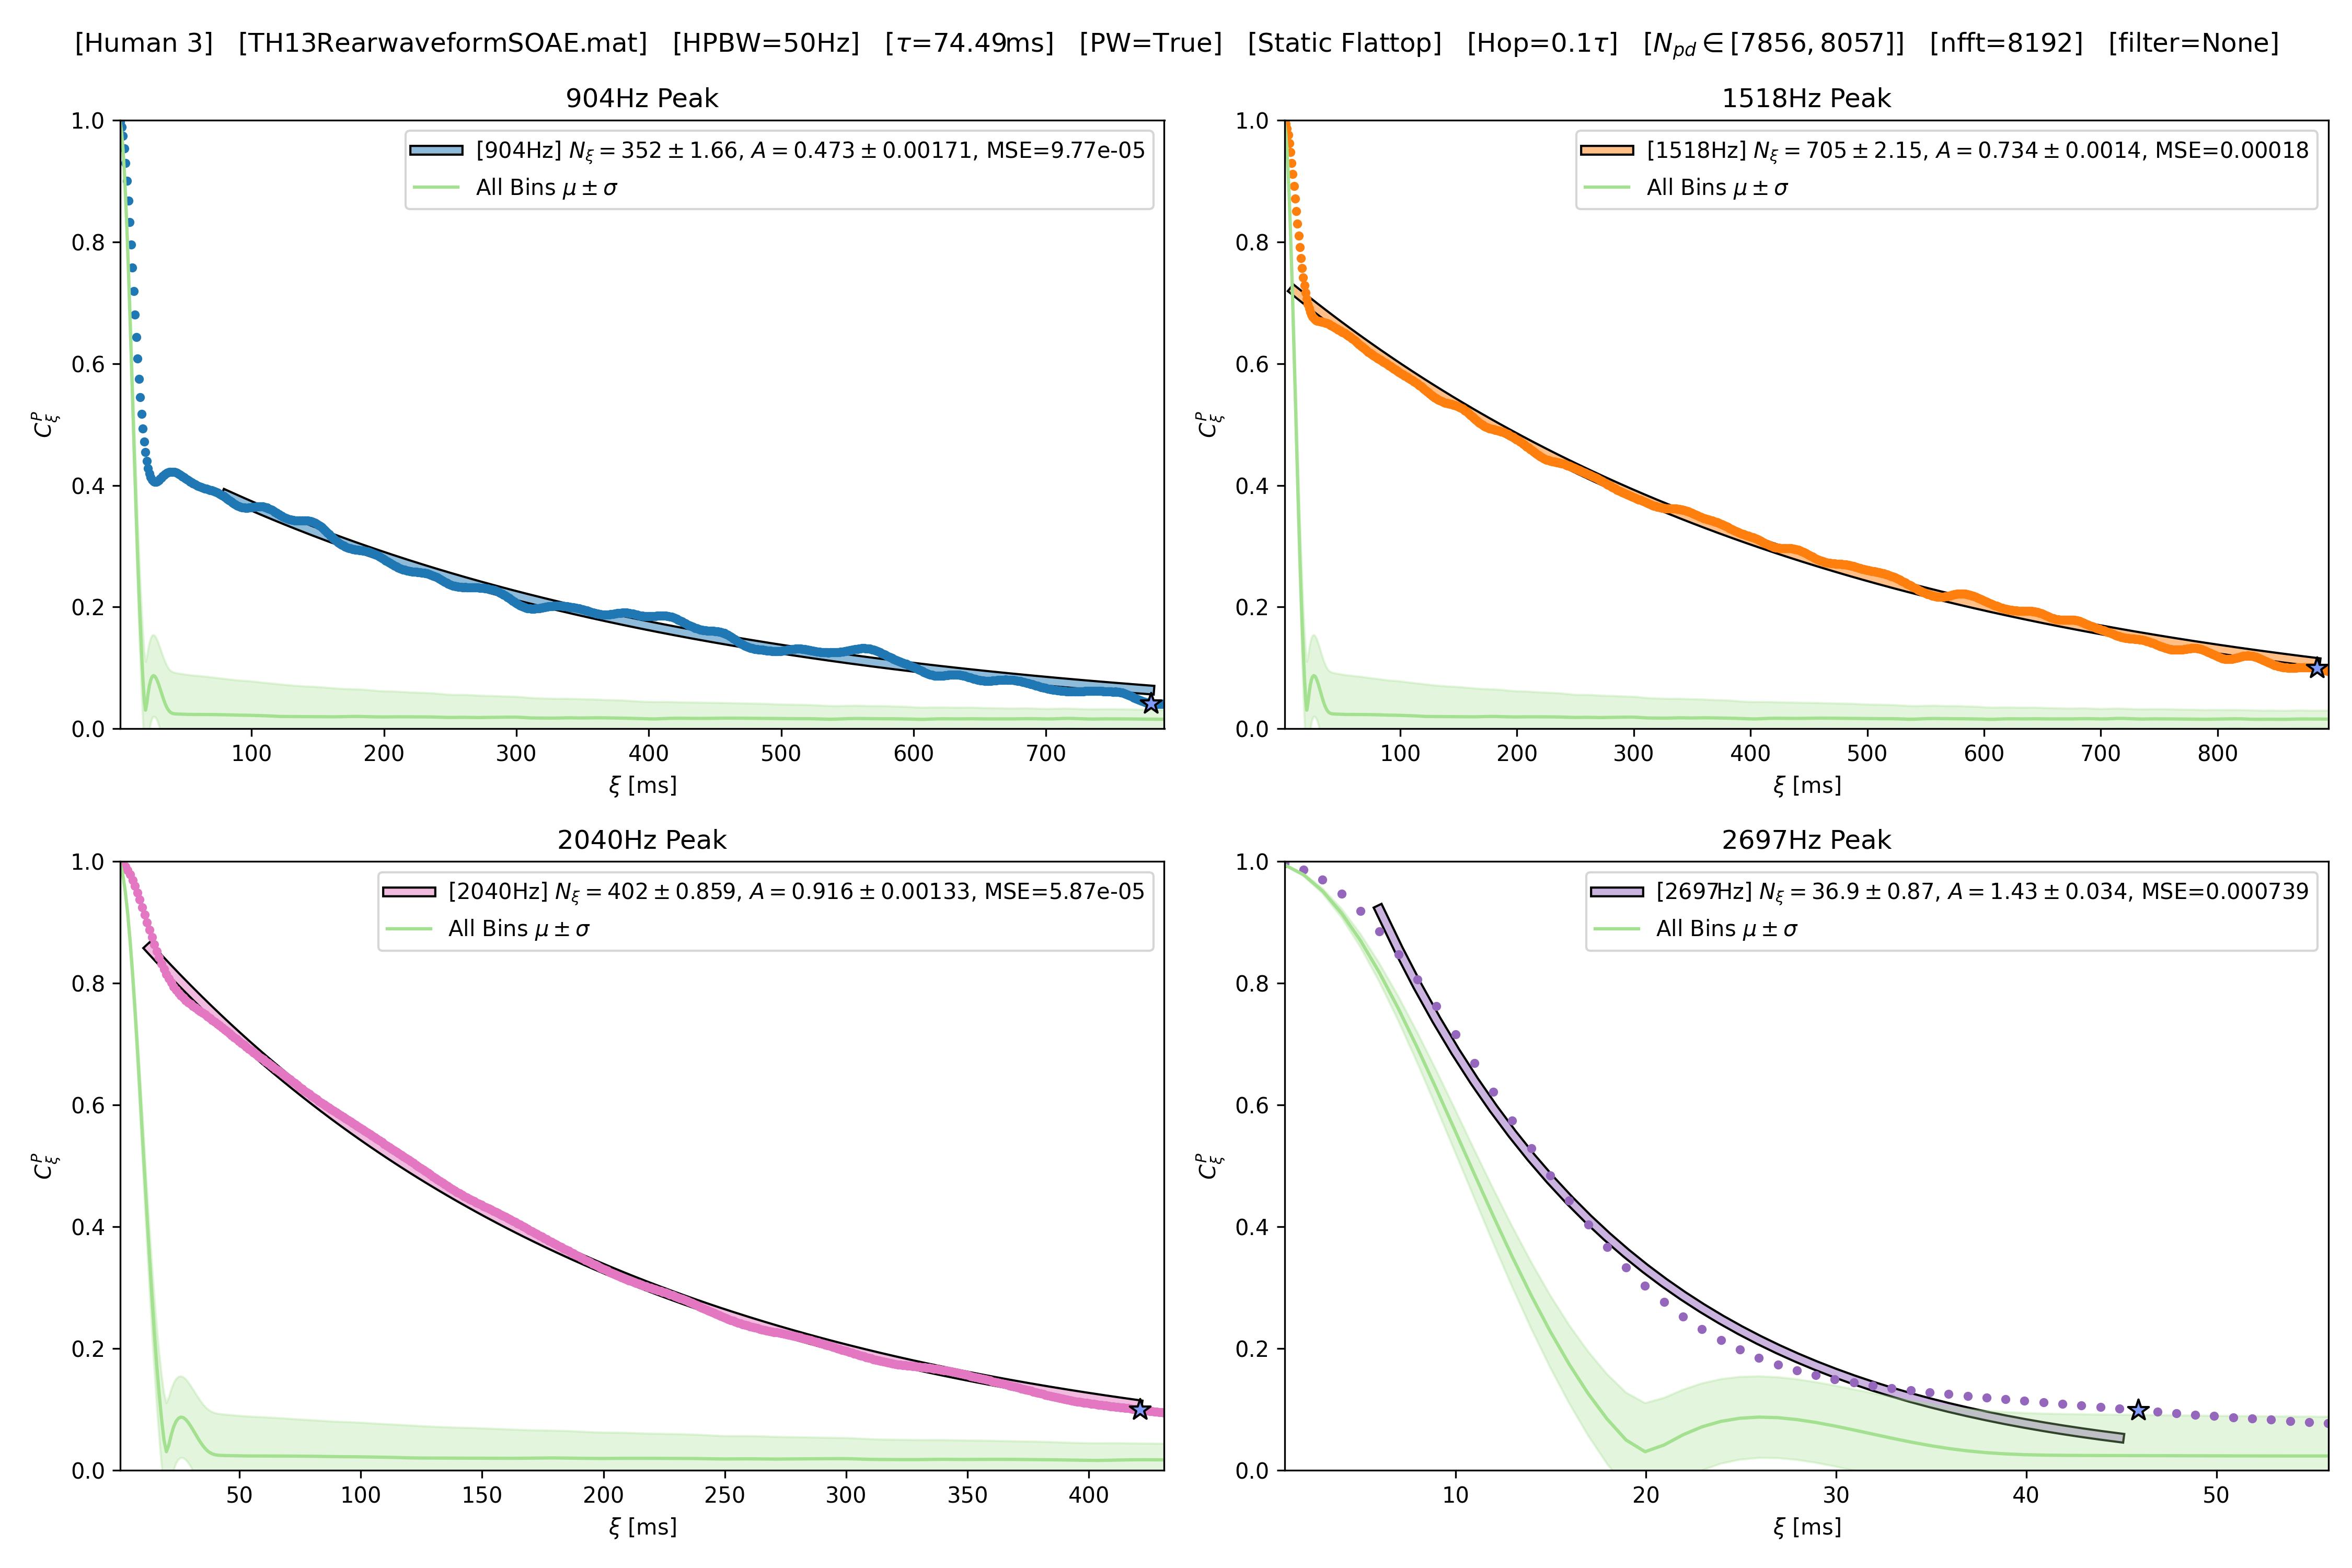 [Human 3] [TH13RearwaveformSOAE.mat] [HPBW=50Hz] [τ=74.49ms] [PW=True] [Static Flattop] [Hop=0.1τ] [N_pd ∈ [7856, 8057]] [nfft=8192] [filter=None]
904Hz Peak
[904Hz] N_ξ = 352 ± 1.66, A = 0.473 ± 0.00171, MSE=9.77e-05
All Bins μ ± σ
1.0
0.8
0.6
0.4
0.2
0.0
C_ξ^P
100 200 300 400 500 600 700
ξ [ms]
1518Hz Peak
[1518Hz] N_ξ = 705 ± 2.15, A = 0.734 ± 0.0014, MSE=0.00018
All Bins μ ± σ
1.0
0.8
0.6
0.4
0.2
0.0
C_ξ^P
100 200 300 400 500 600 700 800
ξ [ms]
2040Hz Peak
[2040Hz] N_ξ = 402 ± 0.859, A = 0.916 ± 0.00133, MSE=5.87e-05
All Bins μ ± σ
1.0
0.8
0.6
0.4
0.2
0.0
C_ξ^P
50 100 150 200 250 300 350 400
ξ [ms]
2697Hz Peak
[2697Hz] N_ξ = 36.9 ± 0.87, A = 1.43 ± 0.034, MSE=0.000739
All Bins μ ± σ
1.0
0.8
0.6
0.4
0.2
0.0
C_ξ^P
10 20 30 40 50
ξ [ms]